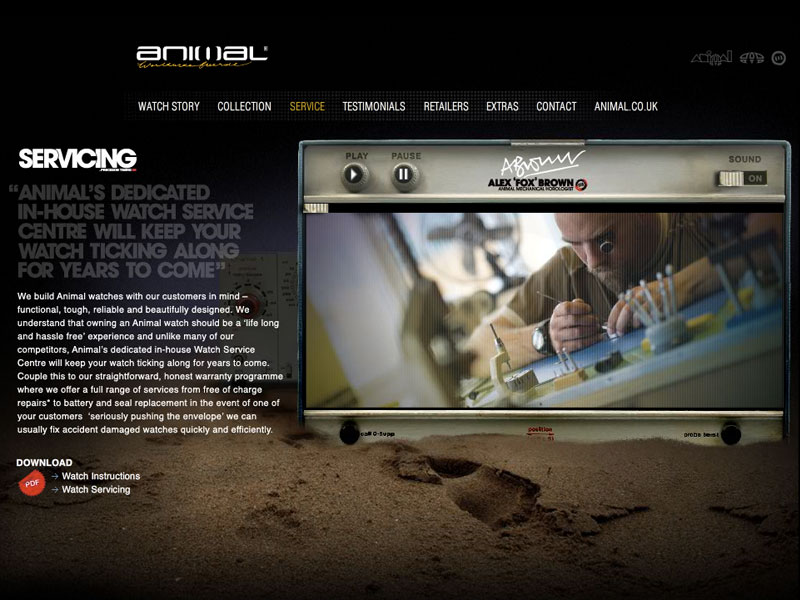 animal
WATCH STORY COLLECTION SERVICE TESTIMONIALS RETAILERS EXTRAS CONTACT ANIMAL.CO.UK
SERVICING
"ANIMAL'S DEDICATED
IN-HOUSE WATCH SERVICE
CENTRE WILL KEEP YOUR
WATCH TICKING ALONG
FOR YEARS TO COME"
We build Animal watches with our customers in mind –
functional, tough, reliable and beautifully designed. We
understand that owning an Animal watch should be a 'life long
and hassle free' experience and unlike many of our
competitors, Animal's dedicated in-house Watch Service
Centre will keep your watch ticking along for years to come.
Couple this to our straightforward, honest warranty programme
where we offer a full range of services from free of charge
repairs* to battery and seal replacement in the event of one of
your customers 'seriously pushing the envelope' we can
usually fix accident damaged watches quickly and efficiently.
DOWNLOAD
PDF
Watch Instructions
Watch Servicing
PLAY PAUSE
ABrown
ALEX 'FOX' BROWN
ANIMAL MECHANICAL HOROLOGIST
SOUND
ON
position